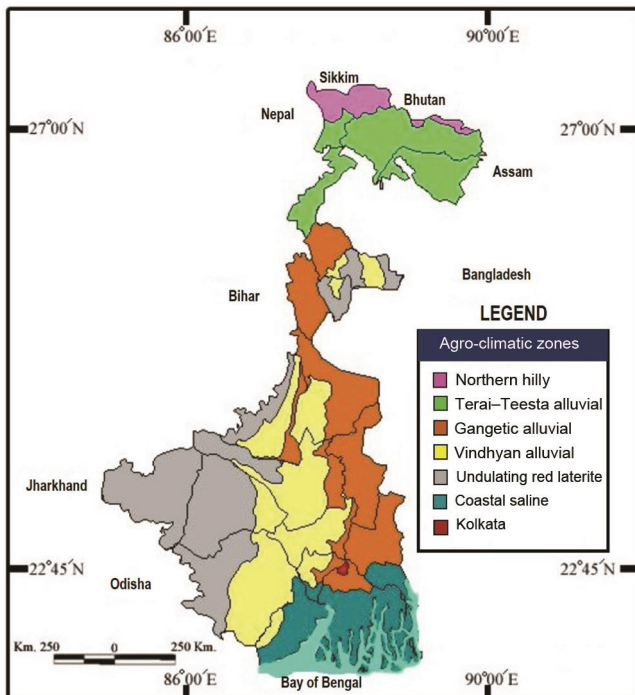 86°00′E
90°00′E
Sikkim
Bhutan
Nepal
27°00′N
27°00′N
Assam
Bangladesh
Bihar
LEGEND
Agro-climatic zones
Northern hilly
Terai–Teesta alluvial
Gangetic alluvial
Vindhyan alluvial
Undulating red laterite
Coastal saline
Kolkata
Jharkhand
22°45′N
22°45′N
Odisha
Km. 250 0 250 Km.
Bay of Bengal
86°00′E
90°00′E